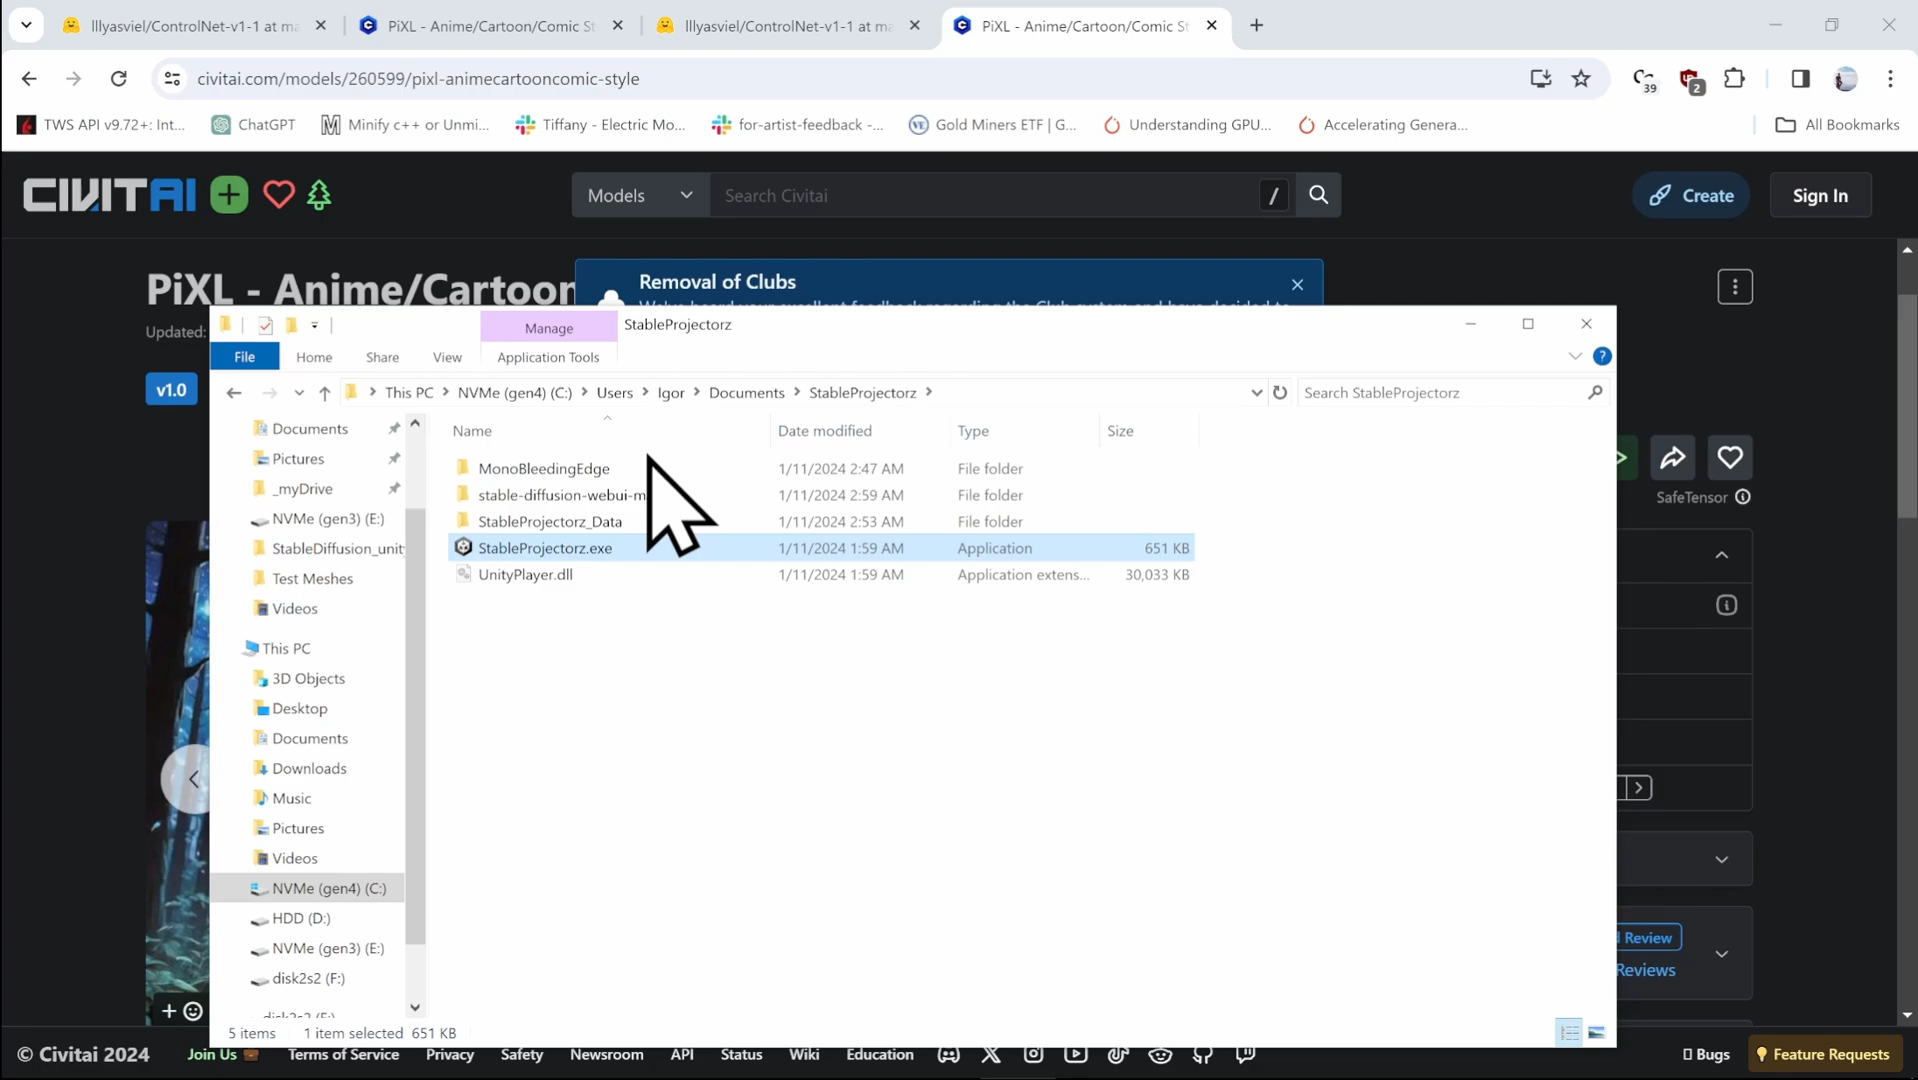 lllyasviel/ControlNet-v1-1 at ma
PiXL - Anime/Cartoon/Comic St
lllyasviel/ControlNet-v1-1 at ma
PiXL - Anime/Cartoon/Comic St
civitai.com/models/260599/pixl-animecartooncomic-style
39
2
TWS API v9.72+: Int...
ChatGPT
Minify c++ or Unmi...
Tiffany - Electric Mo...
for-artist-feedback -...
Gold Miners ETF | G...
Understanding GPU...
Accelerating Genera...
All Bookmarks
CIVITAI
Models
Search Civitai
/
Create
Sign In
PiXL - Anime/Cartoon
Removal of Clubs
Updated:
v1.0
SafeTensor
Review
Reviews
Manage
StableProjectorz
File
Home
Share
View
Application Tools
This PC
NVMe (gen4) (C:)
Users
Igor
Documents
StableProjectorz
Search StableProjectorz
Name
Date modified
Type
Size
MonoBleedingEdge 1/11/2024 2:47 AM File folder
stable-diffusion-webui-m 1/11/2024 2:59 AM File folder
StableProjectorz_Data 1/11/2024 2:53 AM File folder
StableProjectorz.exe 1/11/2024 1:59 AM Application 651 KB
UnityPlayer.dll 1/11/2024 1:59 AM Application extens... 30,033 KB
Documents
Pictures
_myDrive
NVMe (gen3) (E:)
StableDiffusion_unity
Test Meshes
Videos
This PC
3D Objects
Desktop
Documents
Downloads
Music
Pictures
Videos
NVMe (gen4) (C:)
HDD (D:)
NVMe (gen3) (E:)
disk2s2 (F:)
disk2s2 (F:)
5 items
1 item selected 651 KB
© Civitai 2024
Join Us
Terms of Service
Privacy
Safety
Newsroom
API
Status
Wiki
Education
Bugs
Feature Requests